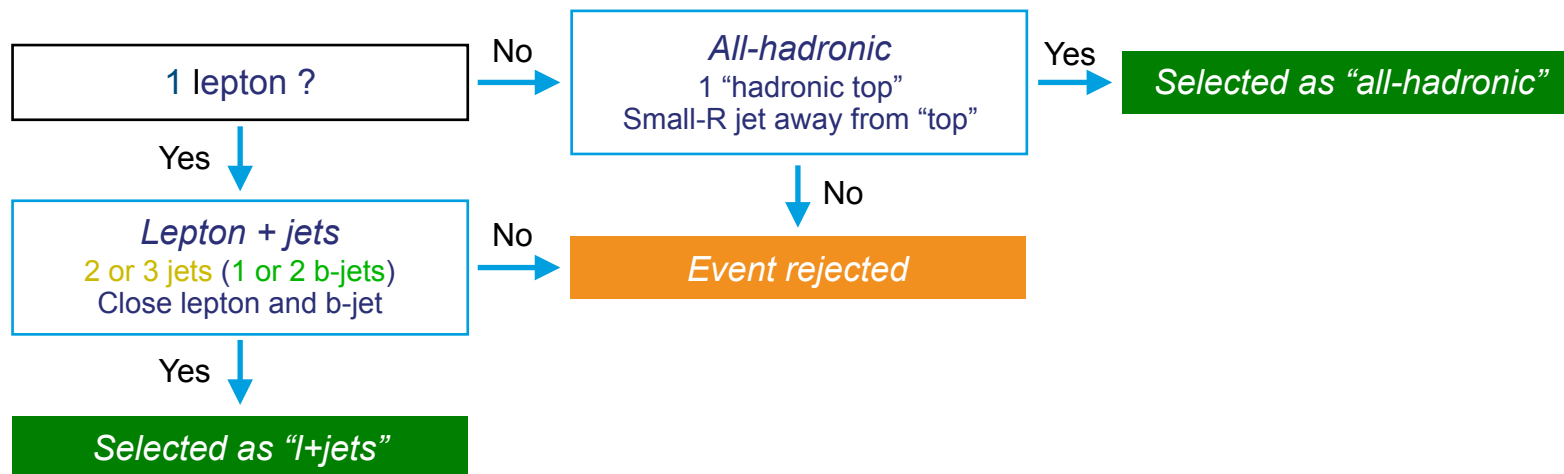 1 lepton ?
No
All-hadronic
1 “hadronic top”
Small-R jet away from “top”
Yes
Selected as “all-hadronic”
Yes
No
Lepton + jets
2 or 3 jets (1 or 2 b-jets)
Close lepton and b-jet
No
Event rejected
Yes
Selected as “l+jets”